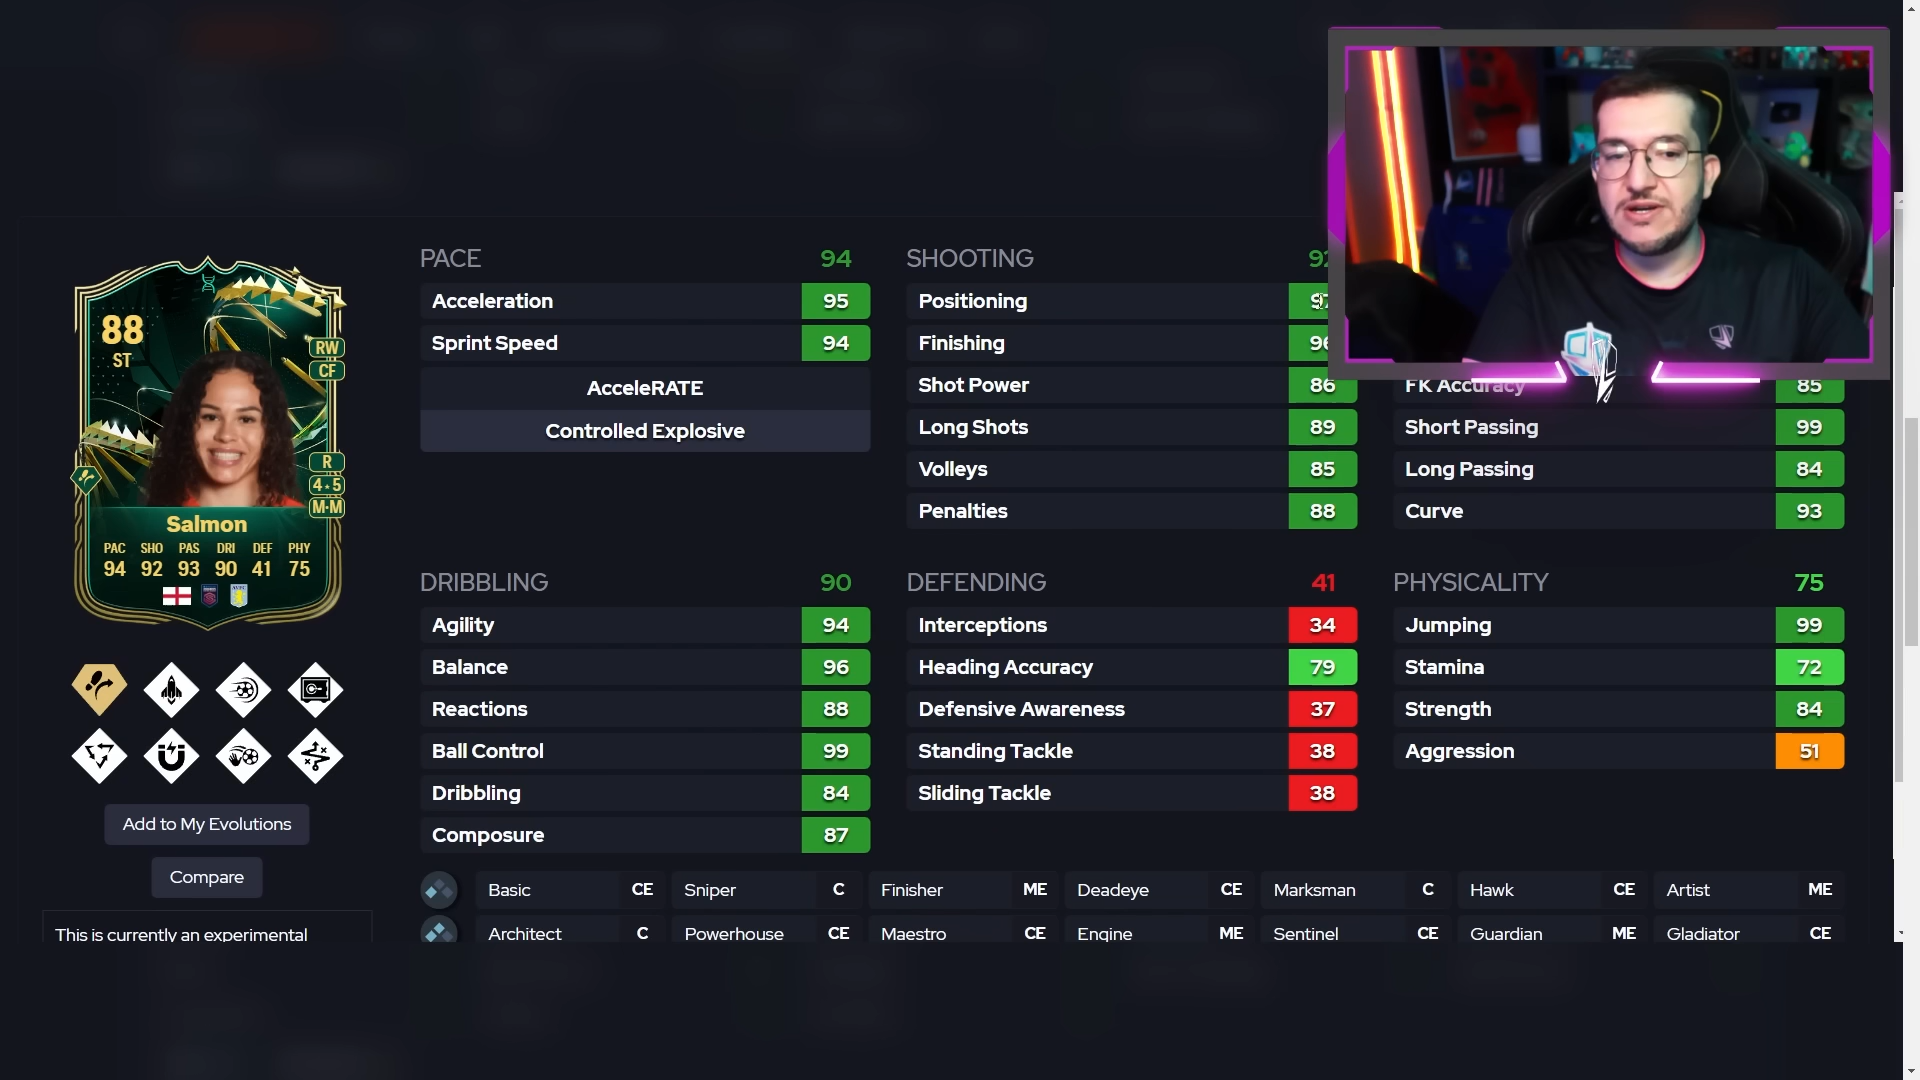 PACE 94
Acceleration 95
Sprint Speed 94
AcceleRATE
Controlled Explosive
SHOOTING
Positioning
Finishing 96
Shot Power 86
Long Shots 89
Volleys 85
Penalties 88
FK Accuracy 85
Short Passing 99
Long Passing 84
Curve 93
88
ST
RW
CF
R
4★5
M·M
Salmon
PAC SHO PAS DRI DEF PHY
94 92 93 90 41 75
DRIBBLING 90
Agility 94
Balance 96
Reactions 88
Ball Control 99
Dribbling 84
Composure 87
DEFENDING 41
Interceptions 34
Heading Accuracy 79
Defensive Awareness 37
Standing Tackle 38
Sliding Tackle 38
PHYSICALITY 75
Jumping 99
Stamina 72
Strength 84
Aggression 51
Add to My Evolutions
Compare
This is currently an experimental
Basic CE Sniper C Finisher ME Deadeye CE Marksman C Hawk CE Artist ME
Architect C Powerhouse CE Maestro CE Engine ME Sentinel CE Guardian ME Gladiator CE